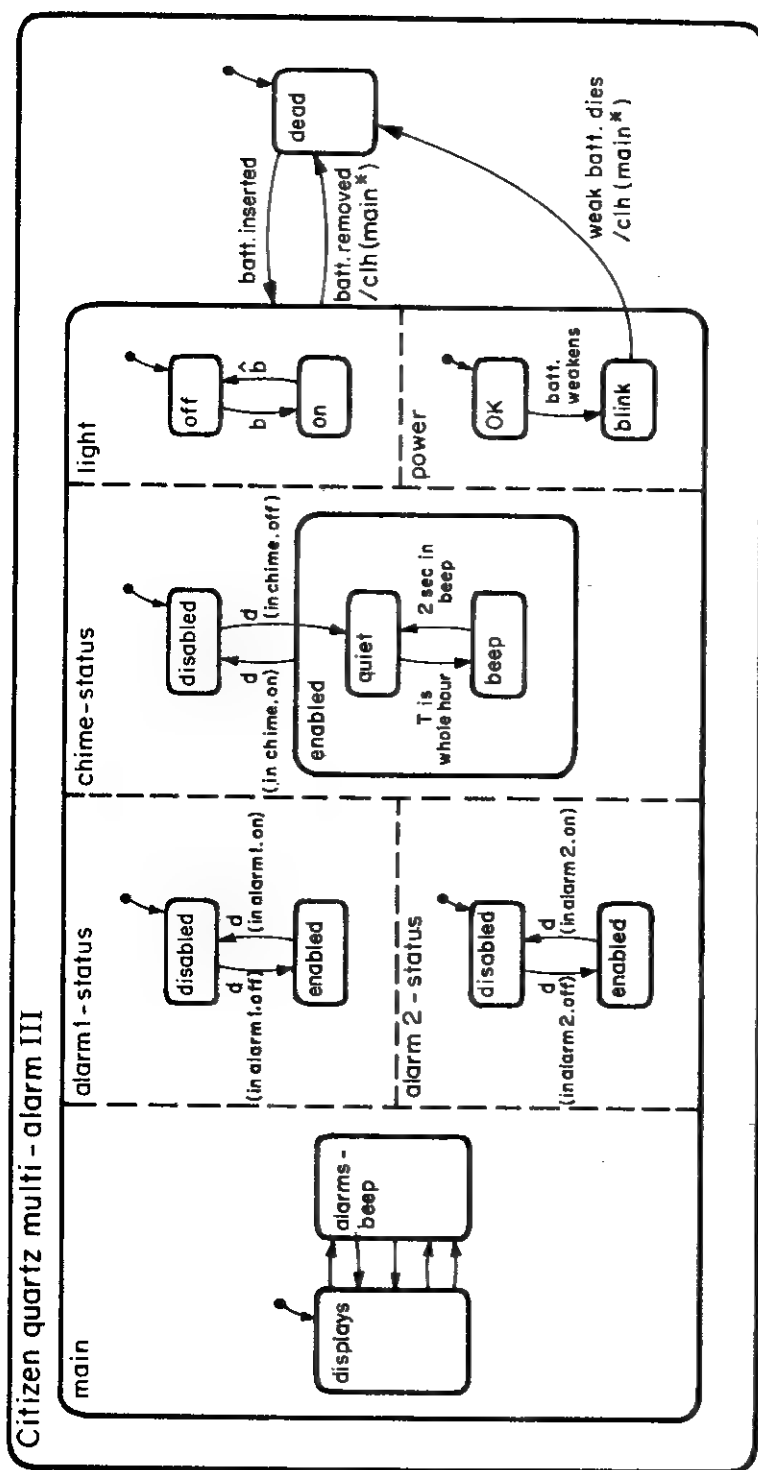 Citizen quartz multi-alarm III
main
displays
alarms-
beep
alarm1-status
disabled
d
(in alarm1.off)
d
(in alarm1.on)
enabled
alarm 2-status
disabled
d
(in alarm2.off)
d
(in alarm2.on)
enabled
chime-status
disabled
d
(in chime.on)
d
(in chime.off)
enabled
quiet
T is
whole hour
2 sec in
beep
beep
light
off
b
b̂
on
power
OK
batt.
weakens
blink
batt. inserted
batt. removed
/clh(main*)
dead
weak batt. dies
/clh(main*)